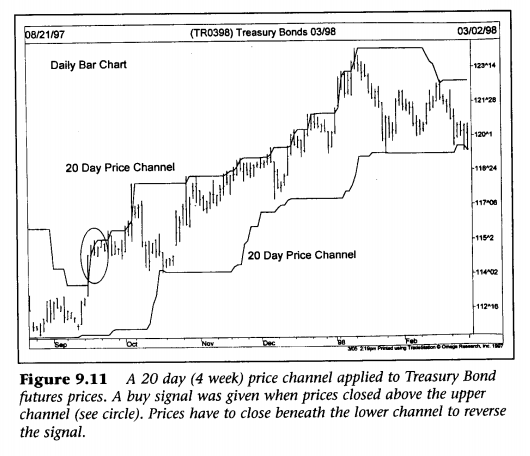 08/21/97 (TR0398) Treasury Bonds 03/98 03/02/98
Daily Bar Chart
123^14
121^28
120^1
20 Day Price Channel
118^24
117^06
115^2
20 Day Price Channel
114^02
112^16
Sep Oct Nov Dec 98 Feb
3/05 2:19pm Printed using TradeStation © Omega Research, Inc. 1997
Figure 9.11 A 20 day (4 week) price channel applied to Treasury Bond
futures prices. A buy signal was given when prices closed above the upper
channel (see circle). Prices have to close beneath the lower channel to reverse
the signal.